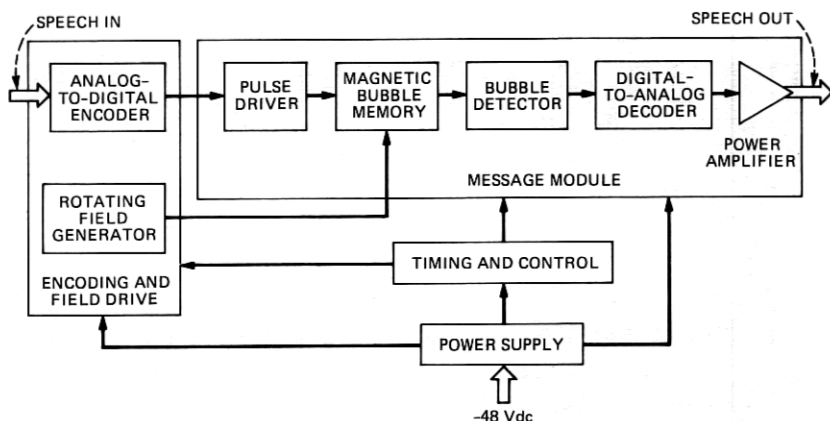 SPEECH IN
SPEECH OUT
ANALOG-
TO-DIGITAL
ENCODER
PULSE
DRIVER
MAGNETIC
BUBBLE
MEMORY
BUBBLE
DETECTOR
DIGITAL-
TO-ANALOG
DECODER
POWER
AMPLIFIER
MESSAGE MODULE
ROTATING
FIELD
GENERATOR
ENCODING AND
FIELD DRIVE
TIMING AND CONTROL
POWER SUPPLY
–48 Vdc